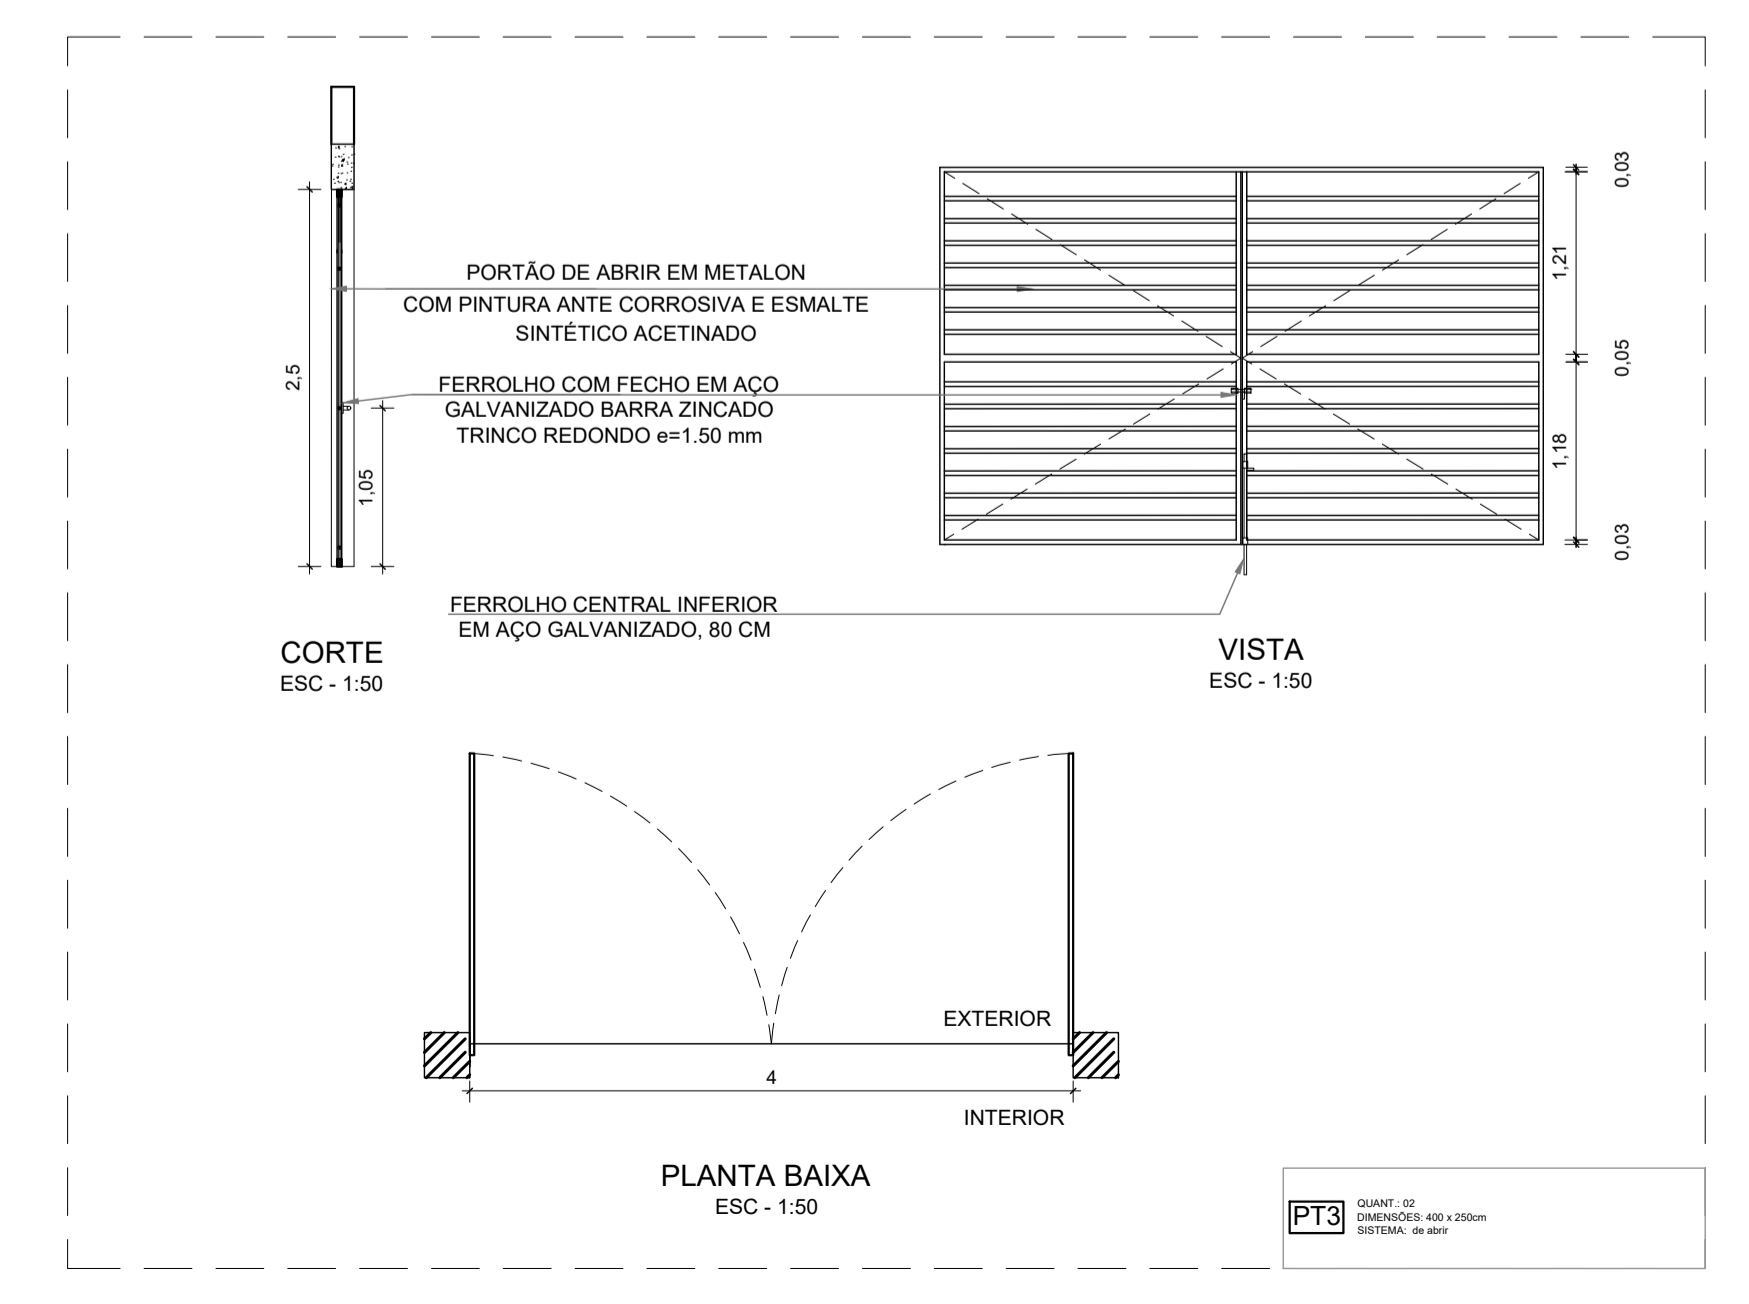 PORTÃO DE ABRIR EM METALON
COM PINTURA ANTE CORROSIVA E ESMALTE
SINTÉTICO ACETINADO
FERROLHO COM FECHO EM AÇO
GALVANIZADO BARRA ZINCADO
TRINCO REDONDO e=1.50 mm
2,5
1,05
FERROLHO CENTRAL INFERIOR
EM AÇO GALVANIZADO, 80 CM
CORTE
ESC - 1:50
0,03
1,21
0,05
1,18
0,03
VISTA
ESC - 1:50
EXTERIOR
4
INTERIOR
PLANTA BAIXA
ESC - 1:50
PT3
QUANT.: 02
DIMENSÕES: 400 x 250cm
SISTEMA: de abrir